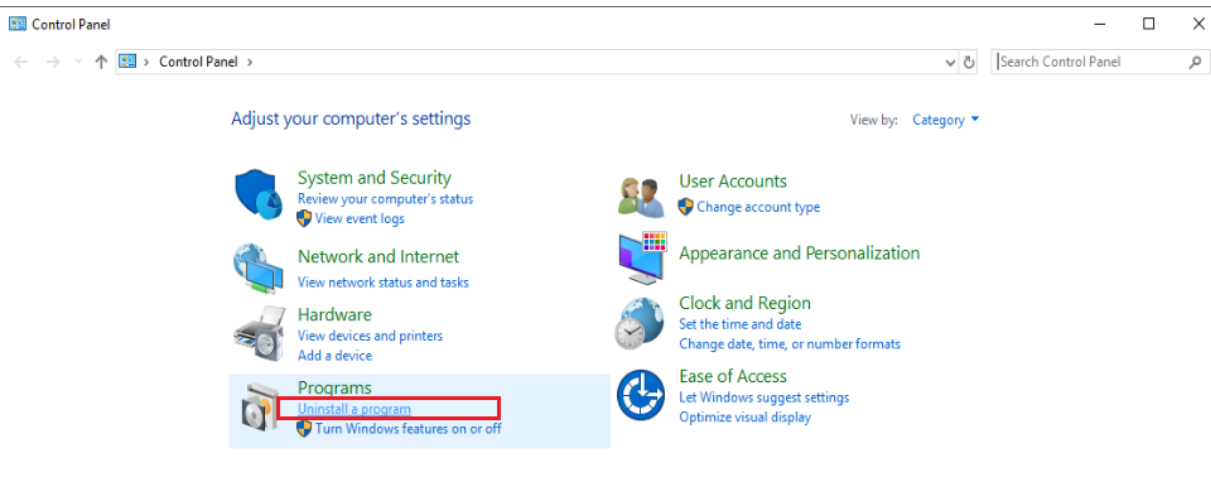 Control Panel
Control Panel
Search Control Panel
Adjust your computer's settings
View by: Category
System and Security
Review your computer's status
View event logs
Network and Internet
View network status and tasks
Hardware
View devices and printers
Add a device
Programs
Uninstall a program
Turn Windows features on or off
User Accounts
Change account type
Appearance and Personalization
Clock and Region
Set the time and date
Change date, time, or number formats
Ease of Access
Let Windows suggest settings
Optimize visual display